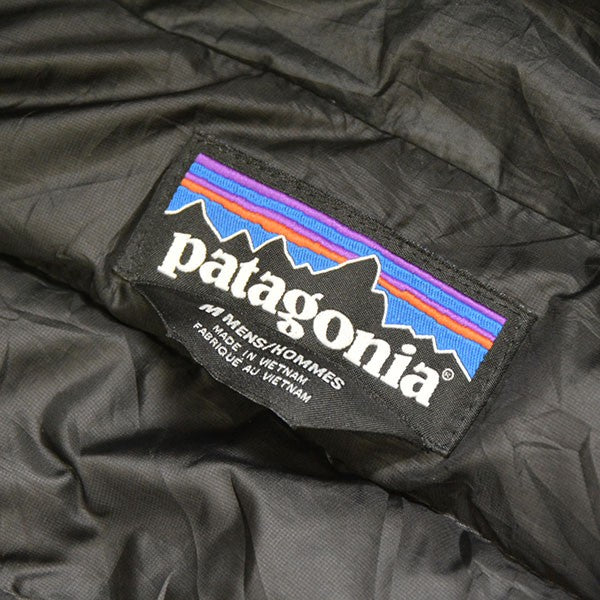 patagonia®
M MENS/HOMMES
MADE IN VIETNAM
FABRIQUÉ AU VIETNAM